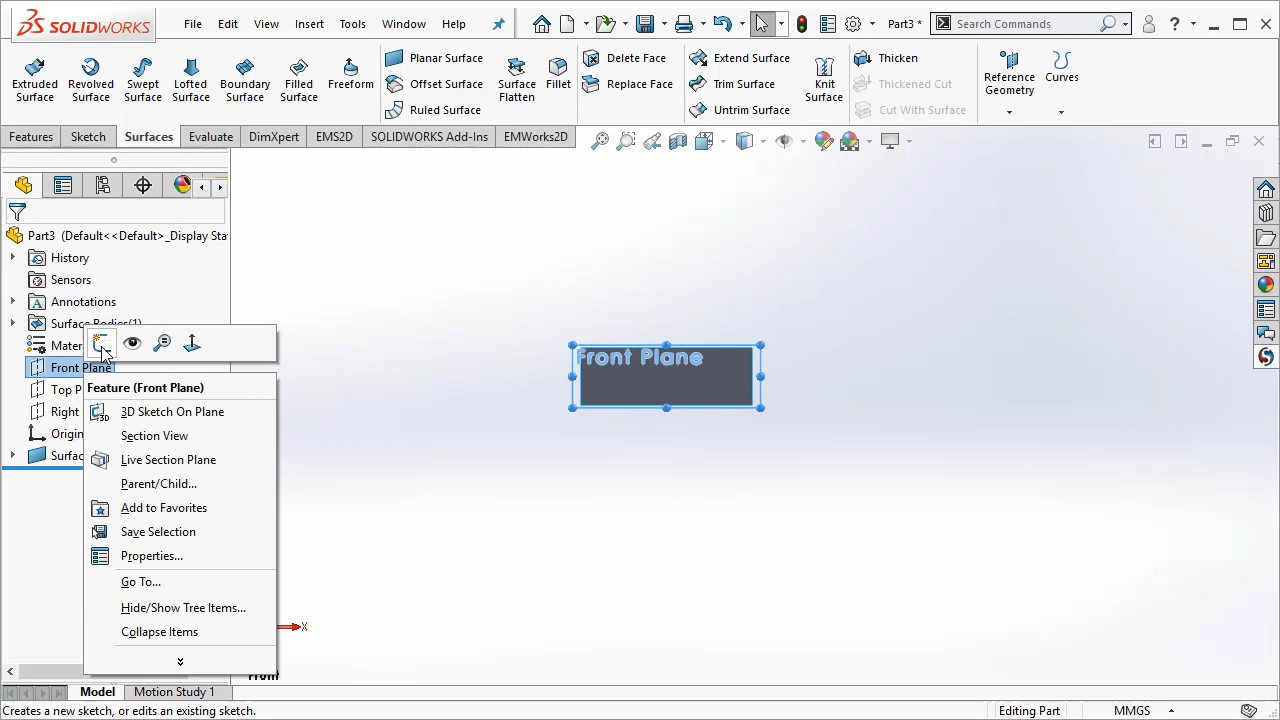 SOLIDWORKS File Edit View Insert Tools Window Help Part3 * Search Commands
Extruded Surface
Revolved Surface
Swept Surface
Lofted Surface
Boundary Surface
Filled Surface
Freeform
Planar Surface
Offset Surface
Ruled Surface
Surface Flatten
Fillet
Delete Face
Replace Face
Extend Surface
Trim Surface
Untrim Surface
Knit Surface
Thicken
Thickened Cut
Cut With Surface
Reference Geometry
Curves
Features Sketch Surfaces Evaluate DimXpert EMS2D SOLIDWORKS Add-Ins EMWorks2D
Part3 (Default<<Default>_Display Sta
History
Sensors
Annotations
Surface Bodies(1)
Mater
Front Plane
Top P
Right
Origin
Surfac
Feature (Front Plane)
3D Sketch On Plane
Section View
Live Section Plane
Parent/Child...
Add to Favorites
Save Selection
Properties...
Go To...
Hide/Show Tree Items...
Collapse Items
Front Plane
X
Front
Model Motion Study 1
Creates a new sketch, or edits an existing sketch. Editing Part MMGS